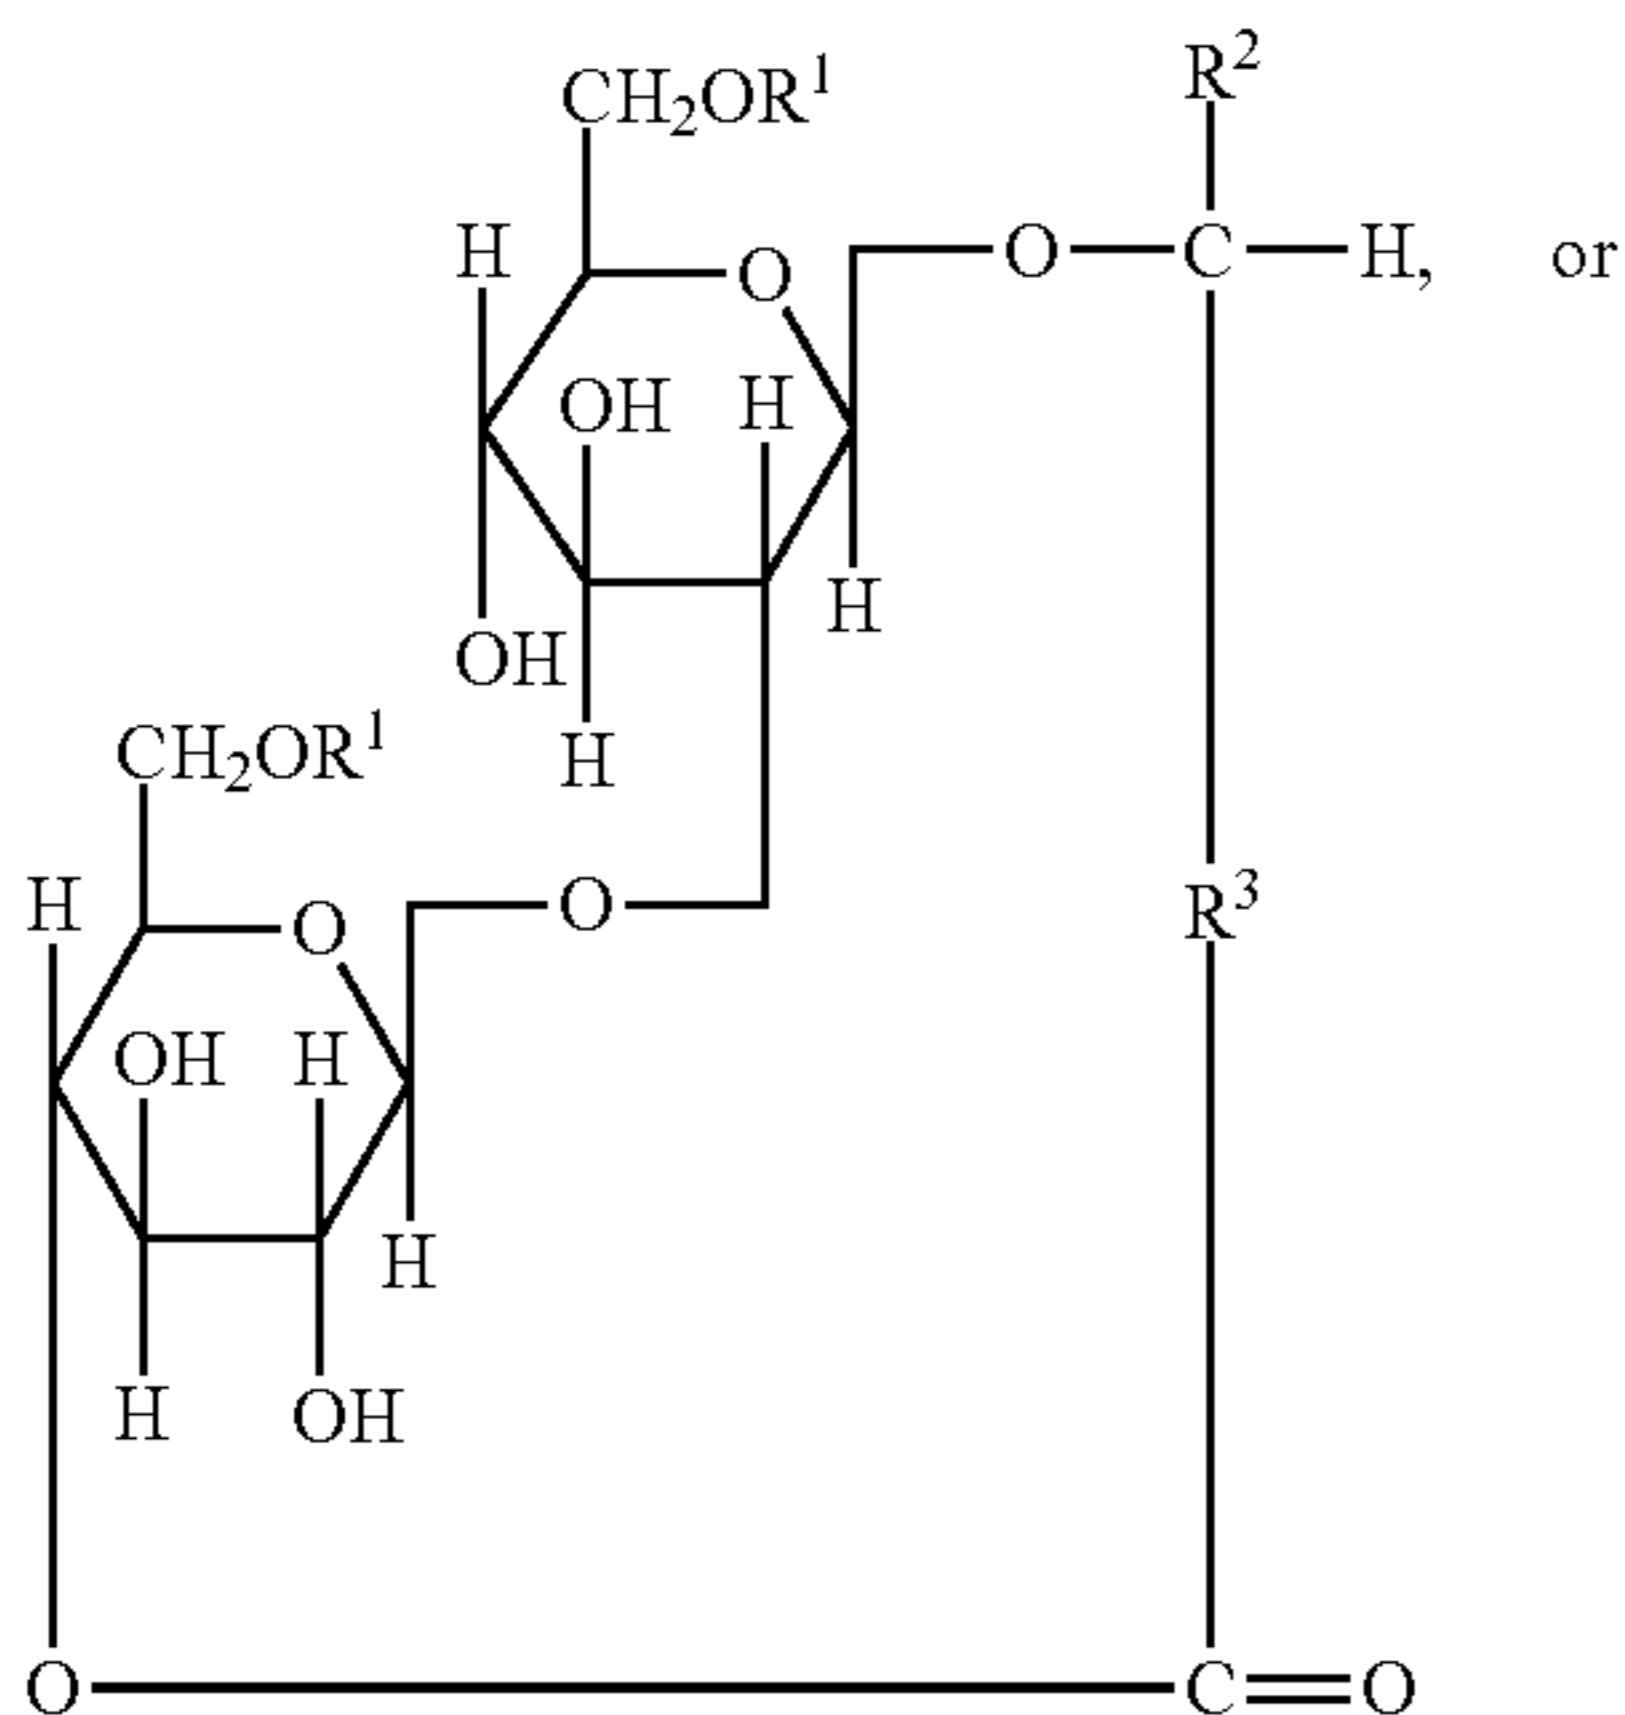 CH₂OR¹ R²
H O O C H, or
OH H
H
OH
H
CH₂OR¹
H O O R³
OH H
H
H OH
O C O